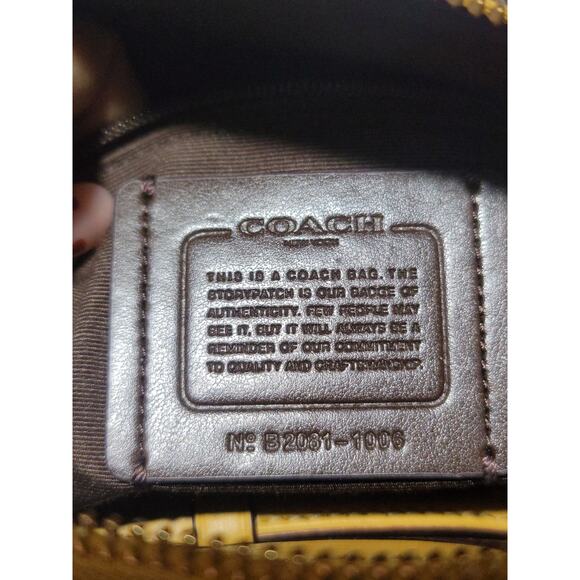 COACH
NEW YORK
THIS IS A COACH BAG. THE
STORYPATCH IS OUR BADGE OF
AUTHENTICITY. FEW PEOPLE MAY
SEE IT, BUT IT WILL ALWAYS BE A
REMINDER OF OUR COMMITMENT
TO QUALITY AND CRAFTSMANSHIP.
Nº B2081-1006